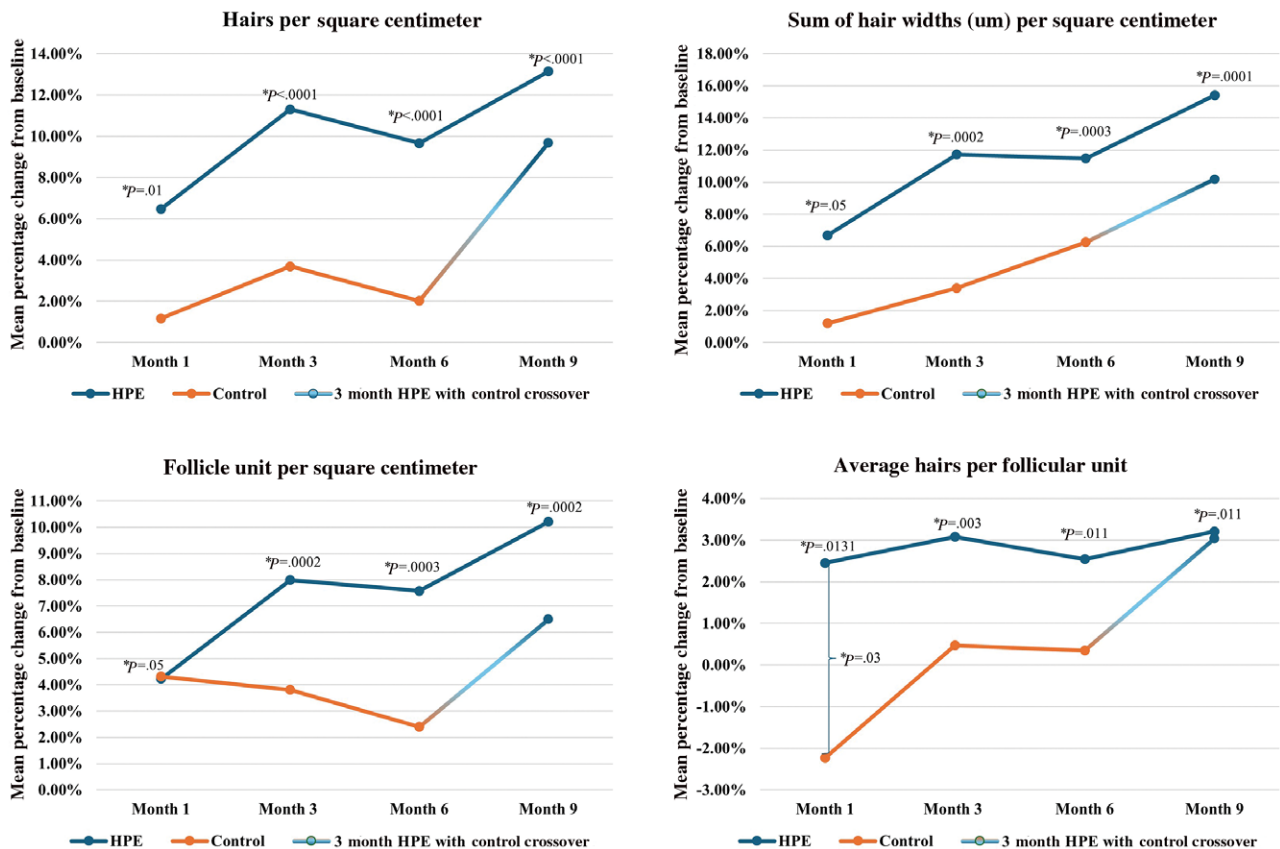 Hairs per square centimeter
Mean percentage change from baseline
14.00%
12.00%
10.00%
8.00%
6.00%
4.00%
2.00%
0.00%
*P=.01
*P<.0001
*P<.0001
*P<.0001
Month 1 Month 3 Month 6 Month 9
HPE Control 3 month HPE with control crossover
Sum of hair widths (um) per square centimeter
Mean percentage change from baseline
18.00%
16.00%
14.00%
12.00%
10.00%
8.00%
6.00%
4.00%
2.00%
0.00%
*P=.05
*P=.0002
*P=.0003
*P=.0001
Month 1 Month 3 Month 6 Month 9
HPE Control 3 month HPE with control crossover
Follicle unit per square centimeter
Mean percentage change from baseline
11.00%
10.00%
9.00%
8.00%
7.00%
6.00%
5.00%
4.00%
3.00%
2.00%
1.00%
0.00%
*P=.05
*P=.0002
*P=.0003
*P=.0002
Month 1 Month 3 Month 6 Month 9
HPE Control 3 month HPE with control crossover
Average hairs per follicular unit
Mean percentage change from baseline
4.00%
3.00%
2.00%
1.00%
0.00%
-1.00%
-2.00%
-3.00%
*P=.0131
*P=.003
*P=.011
*P=.011
*P=.03
Month 1 Month 3 Month 6 Month 9
HPE Control 3 month HPE with control crossover